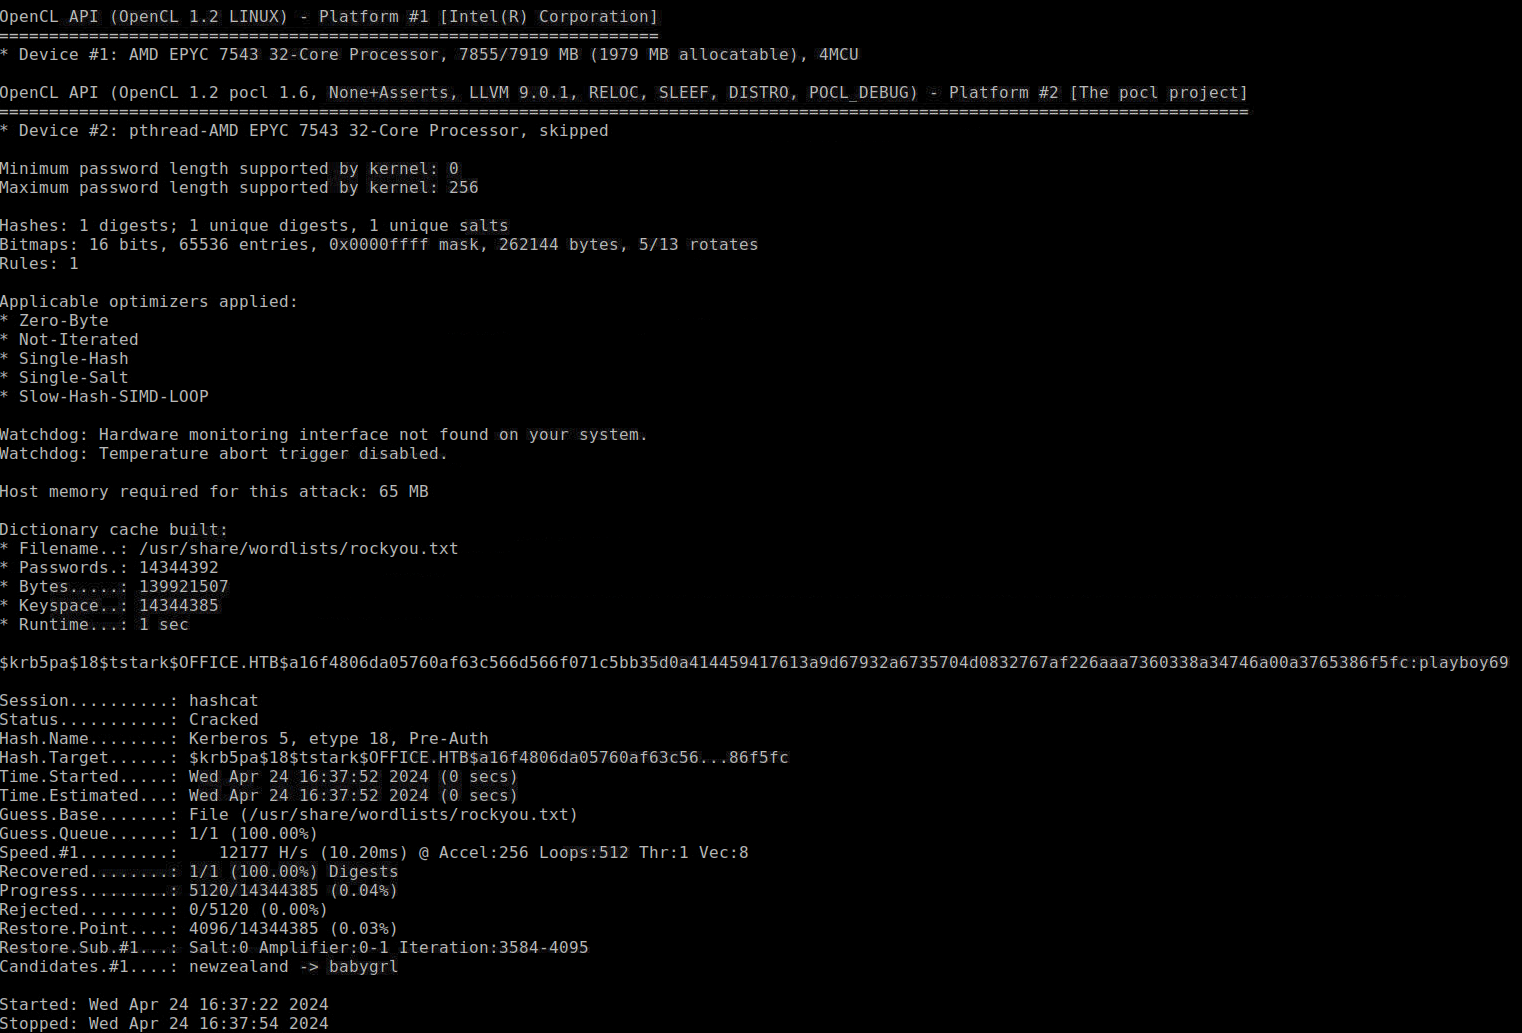 OpenCL API (OpenCL 1.2 LINUX) - Platform #1 [Intel(R) Corporation]
==================================================================
* Device #1: AMD EPYC 7543 32-Core Processor, 7855/7919 MB (1979 MB allocatable), 4MCU
OpenCL API (OpenCL 1.2 pocl 1.6, None+Asserts, LLVM 9.0.1, RELOC, SLEEF, DISTRO, POCL_DEBUG) - Platform #2 [The pocl project]
=============================================================================================================================
* Device #2: pthread-AMD EPYC 7543 32-Core Processor, skipped
Minimum password length supported by kernel: 0
Maximum password length supported by kernel: 256
Hashes: 1 digests; 1 unique digests, 1 unique salts
Bitmaps: 16 bits, 65536 entries, 0x0000ffff mask, 262144 bytes, 5/13 rotates
Rules: 1
Applicable optimizers applied:
* Zero-Byte
* Not-Iterated
* Single-Hash
* Single-Salt
* Slow-Hash-SIMD-LOOP
Watchdog: Hardware monitoring interface not found on your system.
Watchdog: Temperature abort trigger disabled.
Host memory required for this attack: 65 MB
Dictionary cache built:
* Filename..: /usr/share/wordlists/rockyou.txt
* Passwords.: 14344392
* Bytes.....: 139921507
* Keyspace..: 14344385
* Runtime...: 1 sec
$krb5pa$18$tstark$OFFICE.HTB$a16f4806da05760af63c566d566f071c5bb35d0a414459417613a9d67932a6735704d0832767af226aaa7360338a34746a00a3765386f5fc:playboy69
Session..........: hashcat
Status...........: Cracked
Hash.Name........: Kerberos 5, etype 18, Pre-Auth
Hash.Target......: $krb5pa$18$tstark$OFFICE.HTB$a16f4806da05760af63c56...86f5fc
Time.Started.....: Wed Apr 24 16:37:52 2024 (0 secs)
Time.Estimated...: Wed Apr 24 16:37:52 2024 (0 secs)
Guess.Base.......: File (/usr/share/wordlists/rockyou.txt)
Guess.Queue......: 1/1 (100.00%)
Speed.#1.........:    12177 H/s (10.20ms) @ Accel:256 Loops:512 Thr:1 Vec:8
Recovered........: 1/1 (100.00%) Digests
Progress.........: 5120/14344385 (0.04%)
Rejected.........: 0/5120 (0.00%)
Restore.Point....: 4096/14344385 (0.03%)
Restore.Sub.#1...: Salt:0 Amplifier:0-1 Iteration:3584-4095
Candidates.#1....: newzealand -> babygrl
Started: Wed Apr 24 16:37:22 2024
Stopped: Wed Apr 24 16:37:54 2024